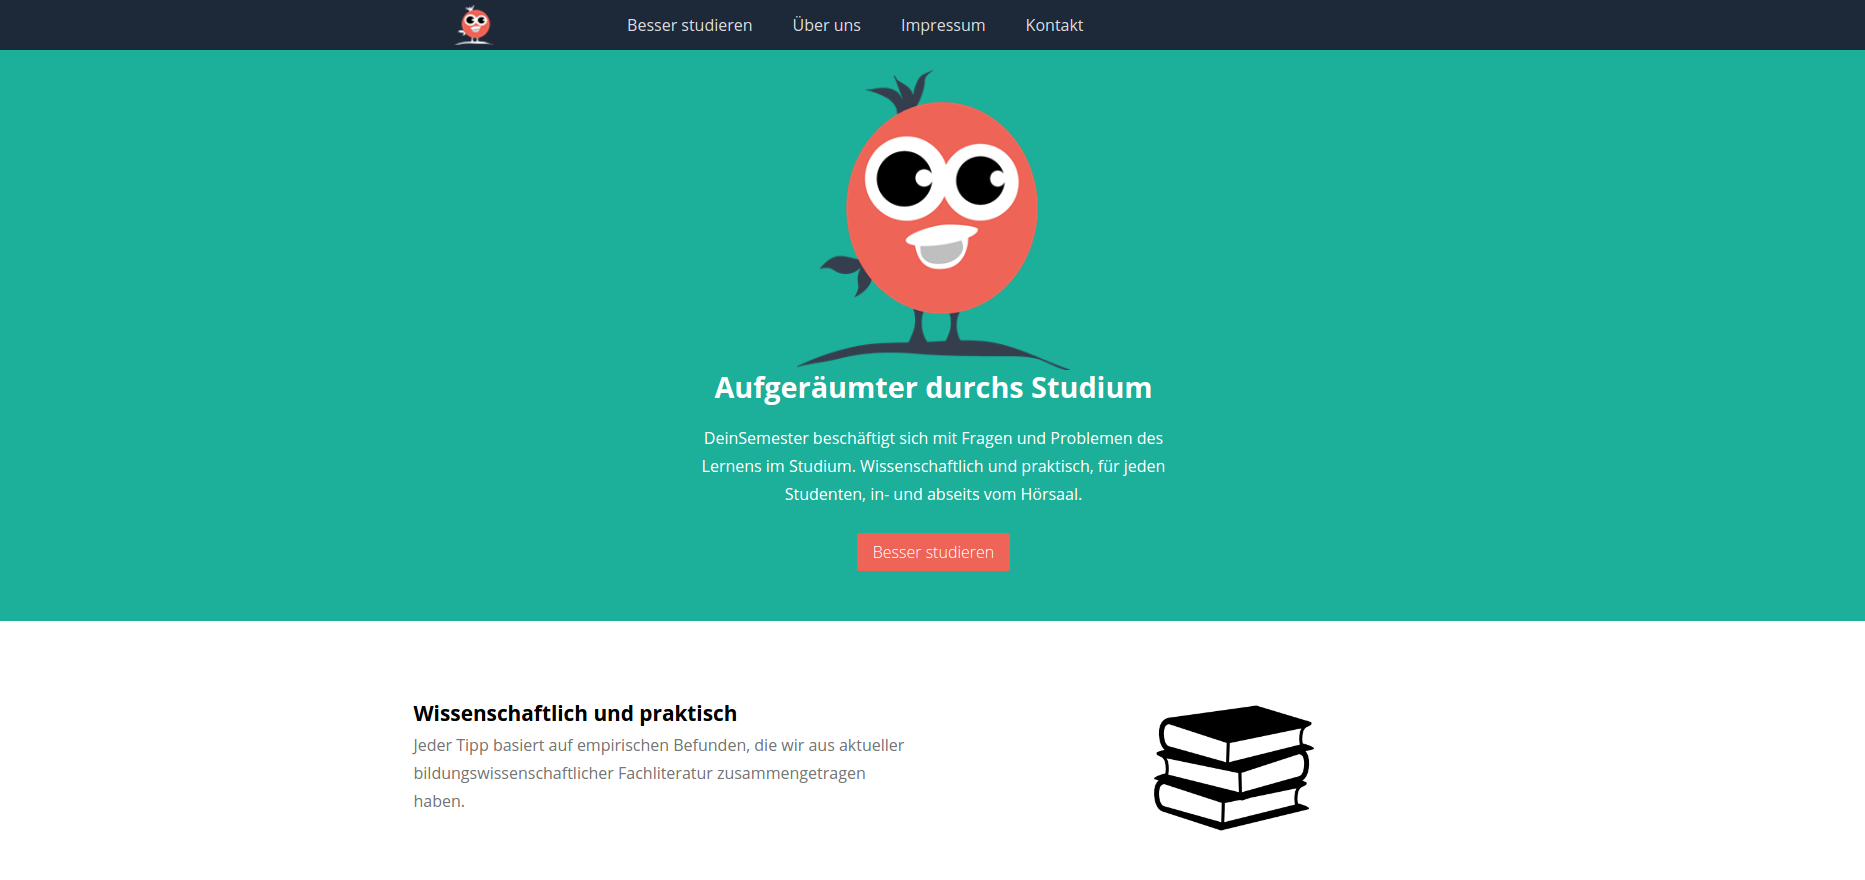 Besser studieren
Über uns
Impressum
Kontakt
Aufgeräumter durchs Studium
DeinSemester beschäftigt sich mit Fragen und Problemen des
Lernens im Studium. Wissenschaftlich und praktisch, für jeden
Studenten, in- und abseits vom Hörsaal.
Besser studieren
Wissenschaftlich und praktisch
Jeder Tipp basiert auf empirischen Befunden, die wir aus aktueller
bildungswissenschaftlicher Fachliteratur zusammengetragen
haben.